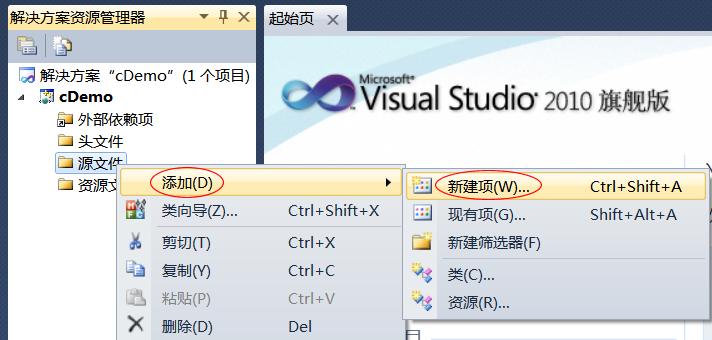 解决方案资源管理器
起始页
解决方案“cDemo”(1 个项目)
cDemo
外部依赖项
头文件
源文件
资源文
Microsoft®
Visual Studio® 2010 旗舰版
添加(D)
类向导(Z)... Ctrl+Shift+X
剪切(T) Ctrl+X
复制(Y) Ctrl+C
粘贴(P) Ctrl+V
删除(D) Del
新建项(W)... Ctrl+Shift+A
现有项(G)... Shift+Alt+A
新建筛选器(F)
类(C)...
资源(R)...